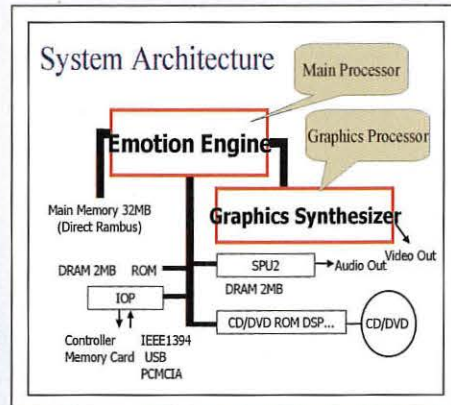 System Architecture
Main Processor
Emotion Engine
Graphics Processor
Main Memory 32MB
(Direct Rambus)
Graphics Synthesizer
Video Out
DRAM 2MB ROM
SPU2
Audio Out
DRAM 2MB
IOP
CD/DVD ROM DSP...
CD/DVD
Controller
Memory Card
IEEE1394
USB
PCMCIA